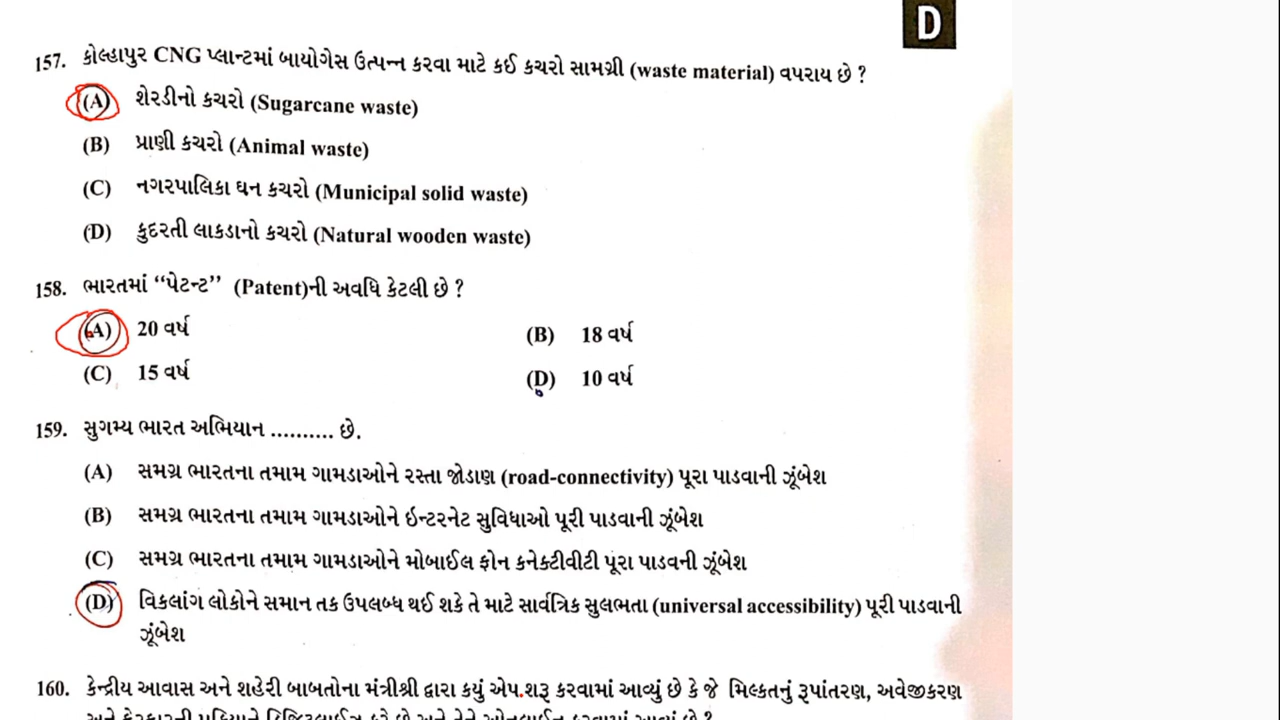 D
157. કોલ્હાપુર CNG પ્લાન્ટમાં બાયોગેસ ઉત્પન્ન કરવા માટે કઈ કચરો સામગ્રી (waste material) વપરાય છે ?
(A) શેરડીનો કચરો (Sugarcane waste)
(B) પ્રાણી કચરો (Animal waste)
(C) નગરપાલિકા ઘન કચરો (Municipal solid waste)
(D) કુદરતી લાકડાનો કચરો (Natural wooden waste)
158. ભારતમાં “પેટન્ટ” (Patent)ની અવધિ કેટલી છે ?
(A) 20 વર્ષ (B) 18 વર્ષ
(C) 15 વર્ષ (D) 10 વર્ષ
159. સુગમ્ય ભારત અભિયાન .......... છે.
(A) સમગ્ર ભારતના તમામ ગામડાઓને રસ્તા જોડાણ (road-connectivity) પૂરા પાડવાની ઝૂંબેશ
(B) સમગ્ર ભારતના તમામ ગામડાઓને ઇન્ટરનેટ સુવિધાઓ પૂરી પાડવાની ઝૂંબેશ
(C) સમગ્ર ભારતના તમામ ગામડાઓને મોબાઈલ ફોન કનેક્ટીવીટી પૂરા પાડવની ઝૂંબેશ
(D) વિકલાંગ લોકોને સમાન તક ઉપલબ્ધ થઈ શકે તે માટે સાર્વત્રિક સુલભતા (universal accessibility) પૂરી પાડવાની
ઝૂંબેશ
160. કેન્દ્રીય આવાસ અને શહેરી બાબતોના મંત્રીશ્રી દ્વારા કયું એપ.શરૂ કરવામાં આવ્યું છે કે જે મિલ્કતનું રૂપાંતરણ, અવેજીકરણ